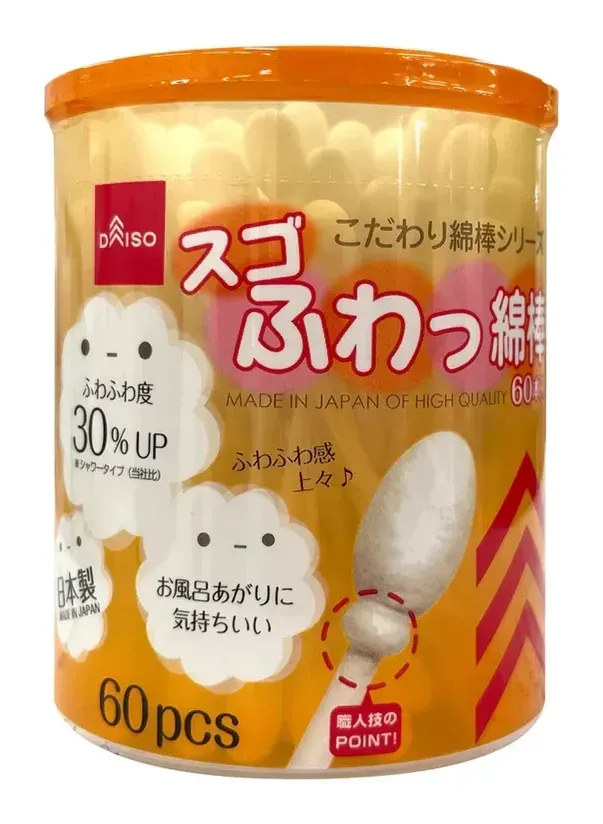 DAISO
こだわり綿棒シリーズ
スゴ
ふわっ綿棒
60本
MADE IN JAPAN OF HIGH QUALITY
ふわふわ度
30% UP
ふわふわ感
上々♪
日本製
MADE IN JAPAN
お風呂あがりに
気持ちいい
職人技の
POINT!
60pcs